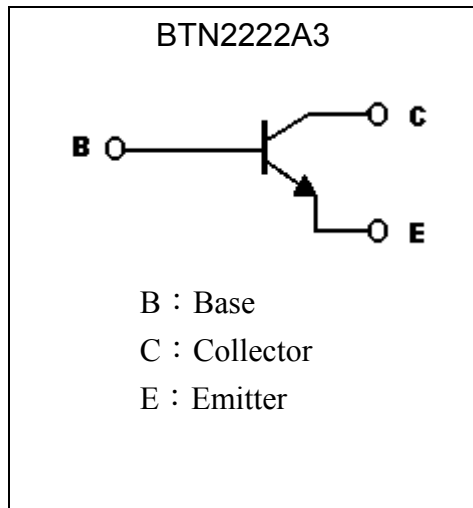 BTN2222A3
C
B
E
B：Base
C：Collector
E：Emitter